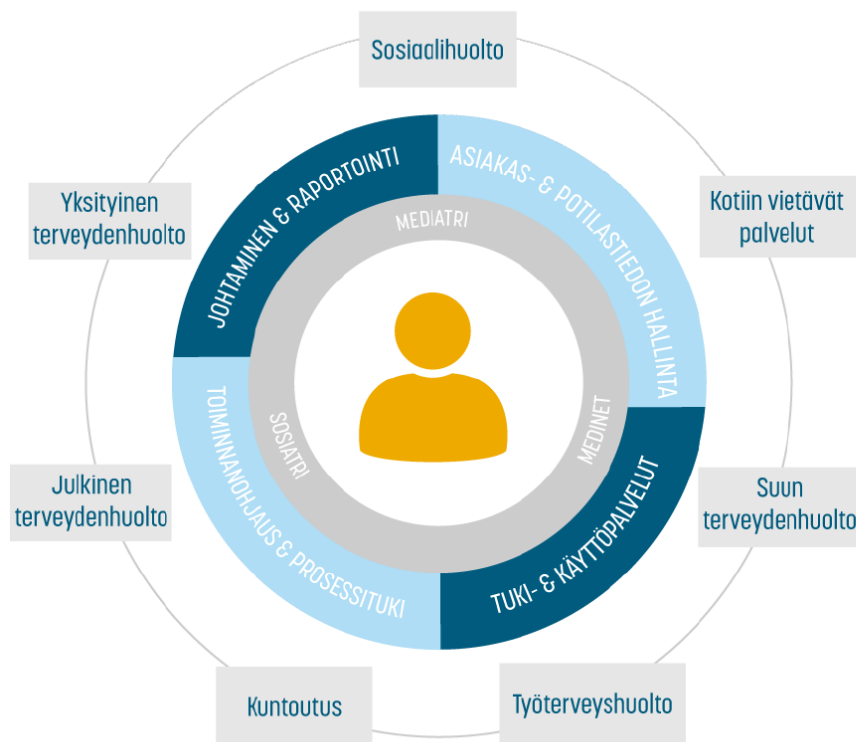 Sosiaalihuolto
JOHTAMINEN & RAPORTOINTI
ASIAKAS- & POTILASTIEDON HALLINTA
Yksityinen
terveydenhuolto
Kotiin vietävät
palvelut
MEDIATRI
SOSIATRI
MEDINET
TOIMINNANOHJAUS & PROSESSITUKI
TUKI- & KÄYTTÖPALVELUT
Julkinen
terveydenhuolto
Suun
terveydenhuolto
Kuntoutus
Työterveyshuolto